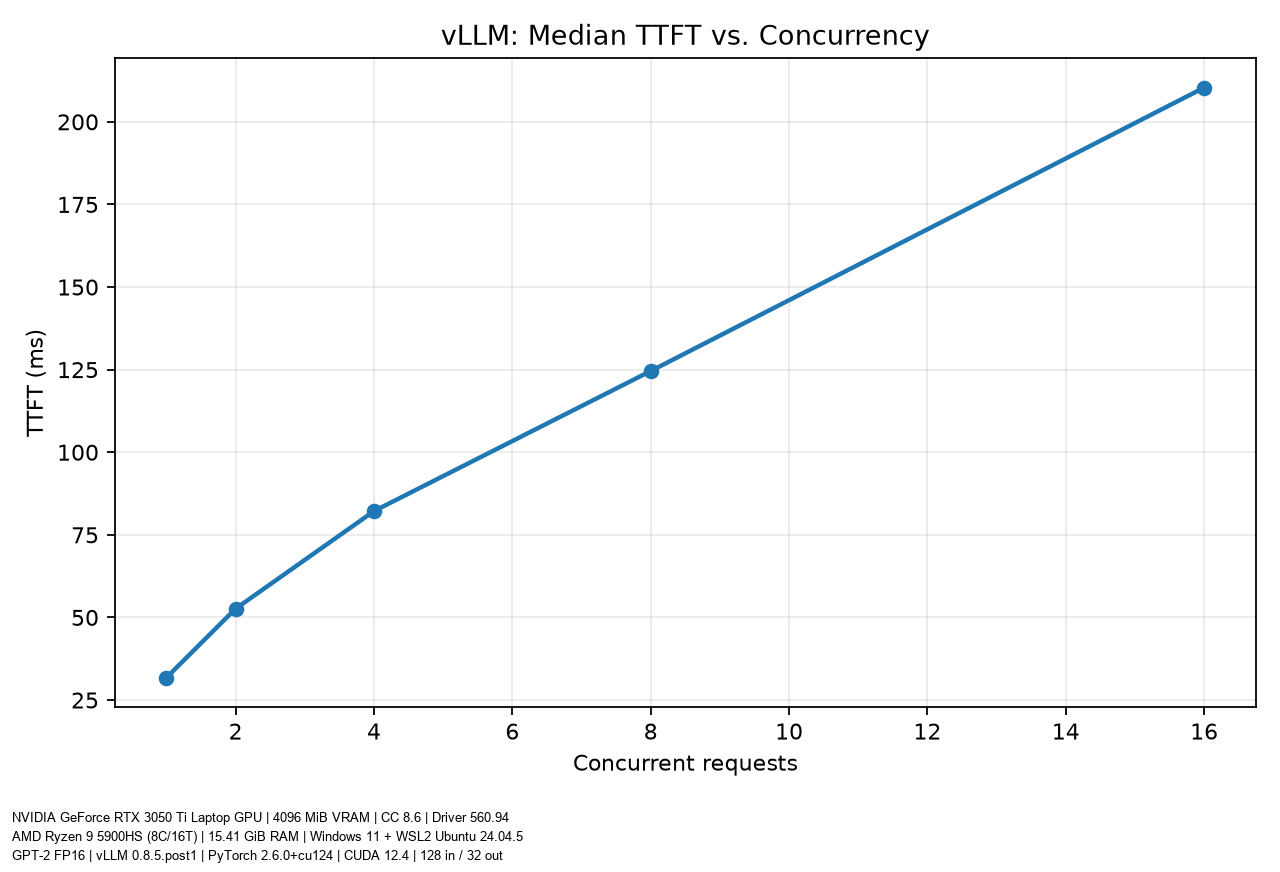 vLLM: Median TTFT vs. Concurrency
200
175
150
125
100
75
50
25
TTFT (ms)
2 4 6 8 10 12 14 16
Concurrent requests
NVIDIA GeForce RTX 3050 Ti Laptop GPU | 4096 MiB VRAM | CC 8.6 | Driver 560.94
AMD Ryzen 9 5900HS (8C/16T) | 15.41 GiB RAM | Windows 11 + WSL2 Ubuntu 24.04.5
GPT-2 FP16 | vLLM 0.8.5.post1 | PyTorch 2.6.0+cu124 | CUDA 12.4 | 128 in / 32 out